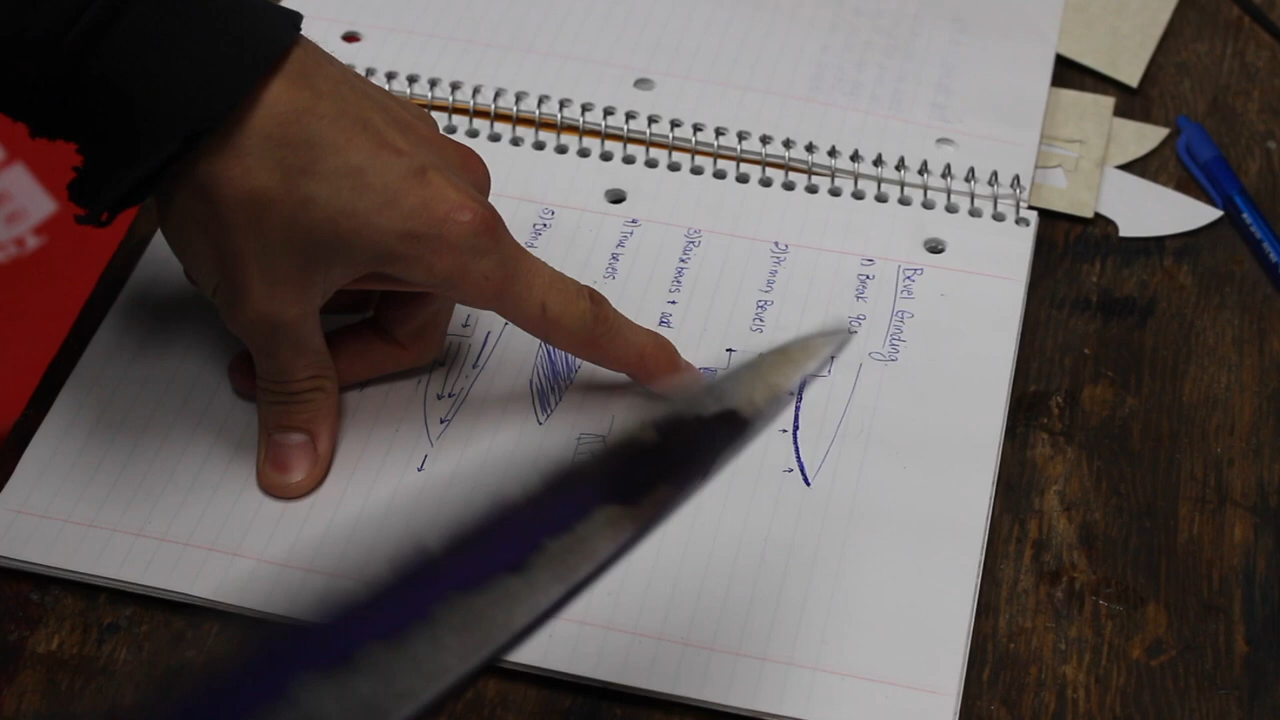 Bevel Grinding.
1) Break 90s
2) Primary Bevels
3) Raise bevels + add
4) True bevels.
5) Blend